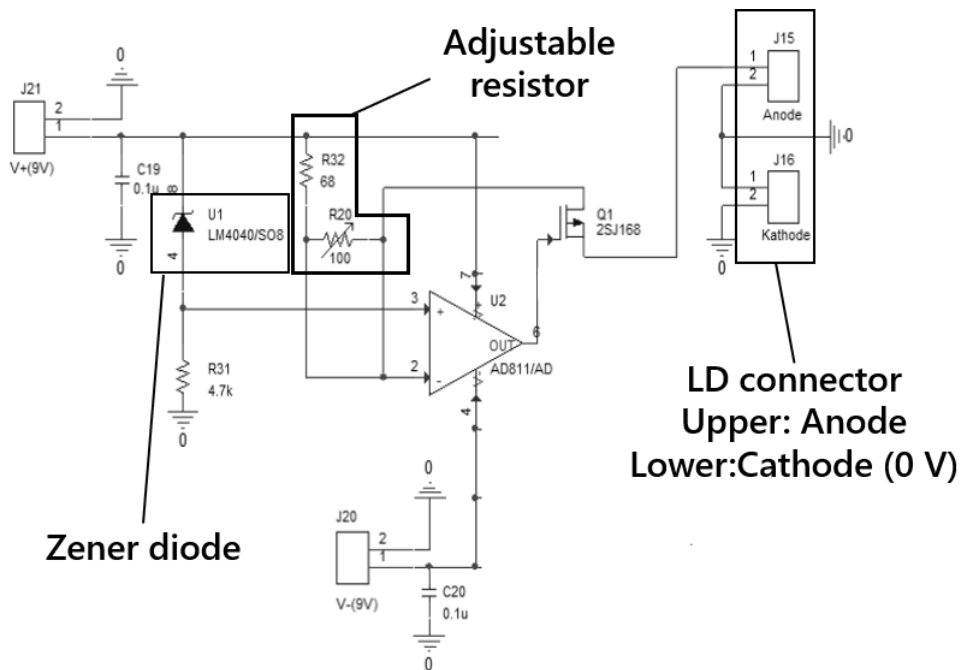 0
Adjustable
resistor
J15
1
2
Anode
0
J21
2
1
V+(9V)
C19
0.1u
0
8
U1
LM4040/SO8
4
R32
68
R20
100
Q1
2SJ168
J16
1
2
Kathode
0
7
U2
3
+
+
OUT
6
2
-
-
AD811/AD
4
R31
4.7k
0
LD connector
Upper: Anode
Lower:Cathode (0 V)
Zener diode
0
J20
2
1
V-(9V)
C20
0.1u
0